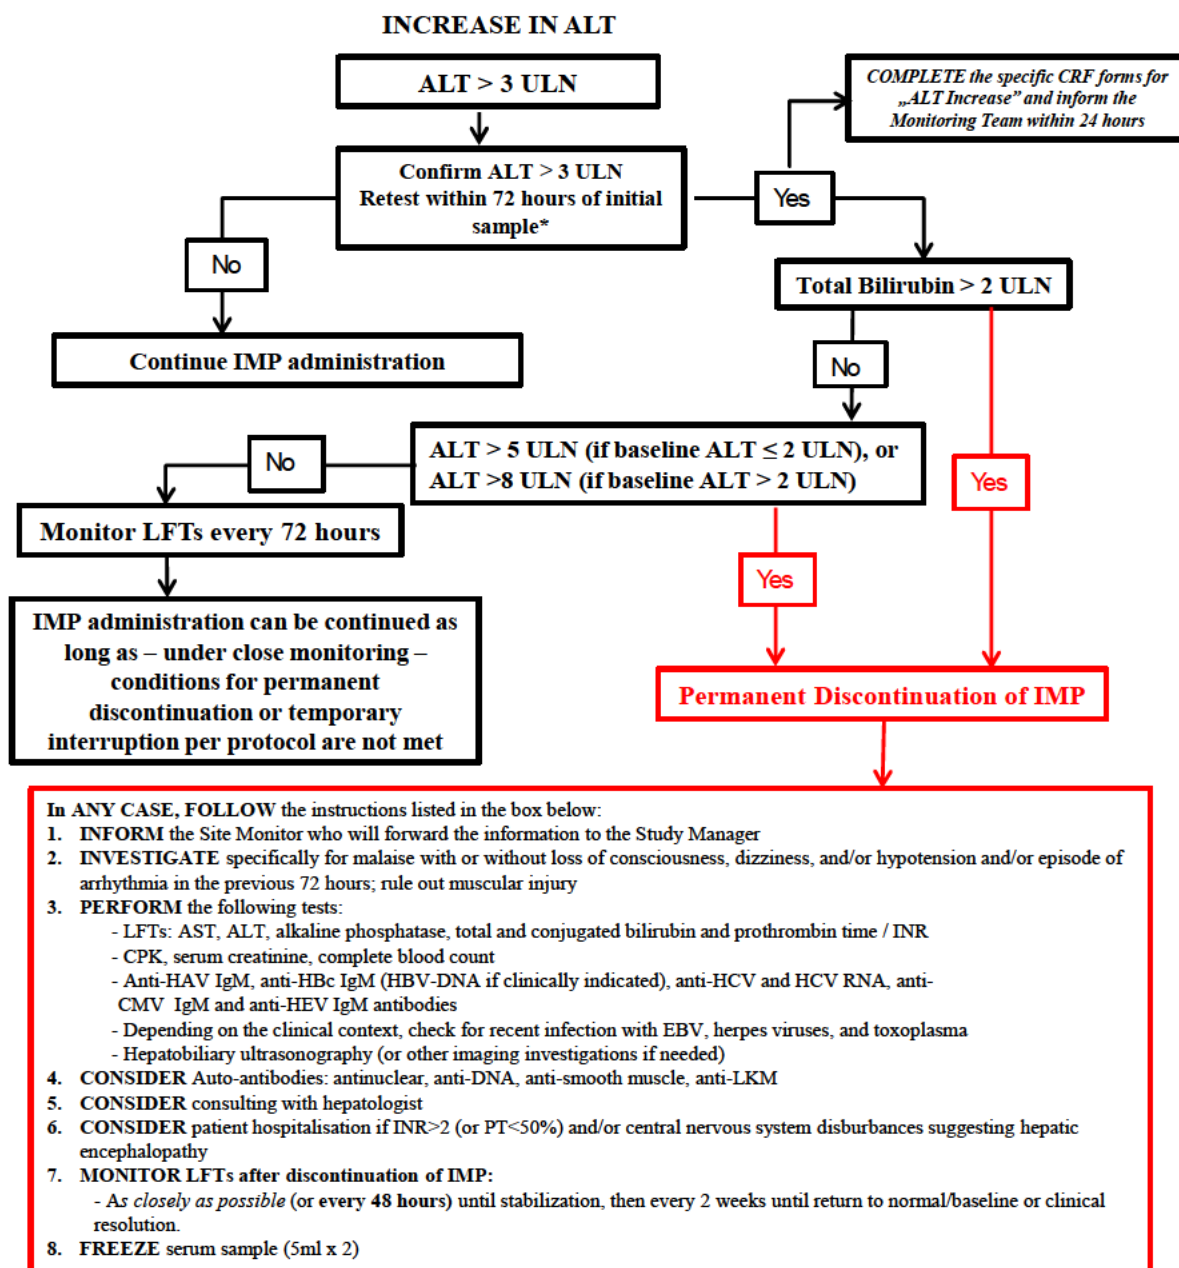 INCREASE IN ALT
ALT > 3 ULN
COMPLETE the specific CRF forms for
„ALT Increase” and inform the
Monitoring Team within 24 hours
Confirm ALT > 3 ULN
Retest within 72 hours of initial
sample*
Yes
No
Total Bilirubin > 2 ULN
Continue IMP administration
No
ALT > 5 ULN (if baseline ALT ≤ 2 ULN), or
ALT >8 ULN (if baseline ALT > 2 ULN)
No
Yes
Monitor LFTs every 72 hours
Yes
IMP administration can be continued as
long as – under close monitoring –
conditions for permanent
discontinuation or temporary
interruption per protocol are not met
Permanent Discontinuation of IMP
In ANY CASE, FOLLOW the instructions listed in the box below:
1. INFORM the Site Monitor who will forward the information to the Study Manager
2. INVESTIGATE specifically for malaise with or without loss of consciousness, dizziness, and/or hypotension and/or episode of
arrhythmia in the previous 72 hours; rule out muscular injury
3. PERFORM the following tests:
- LFTs: AST, ALT, alkaline phosphatase, total and conjugated bilirubin and prothrombin time / INR
- CPK, serum creatinine, complete blood count
- Anti-HAV IgM, anti-HBc IgM (HBV-DNA if clinically indicated), anti-HCV and HCV RNA, anti-
CMV IgM and anti-HEV IgM antibodies
- Depending on the clinical context, check for recent infection with EBV, herpes viruses, and toxoplasma
- Hepatobiliary ultrasonography (or other imaging investigations if needed)
4. CONSIDER Auto-antibodies: antinuclear, anti-DNA, anti-smooth muscle, anti-LKM
5. CONSIDER consulting with hepatologist
6. CONSIDER patient hospitalisation if INR>2 (or PT<50%) and/or central nervous system disturbances suggesting hepatic
encephalopathy
7. MONITOR LFTs after discontinuation of IMP:
- As closely as possible (or every 48 hours) until stabilization, then every 2 weeks until return to normal/baseline or clinical
resolution.
8. FREEZE serum sample (5ml x 2)